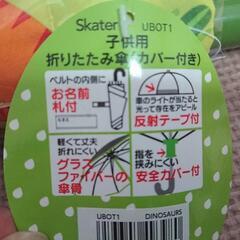 Skater
UBOT1
子供用
折りたたみ傘(カバー付き)
ベルトの内側に
お名前
札付
車のライトが当たると
光って存在をアピール
反射テープ付
軽くて丈夫
折れにくい
グラス
ファイバーの
傘骨
指を
挟みにくい
安全カバー付
UBOT1
DINOSAURS